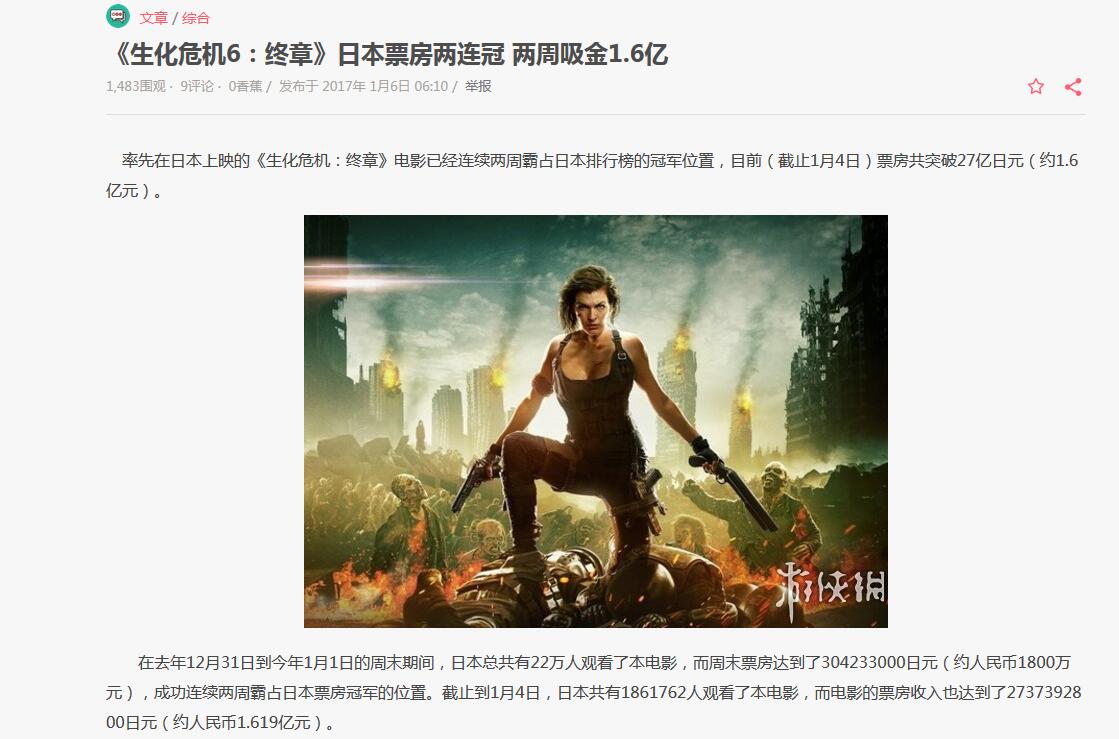 文章 / 综合
《生化危机6：终章》日本票房两连冠 两周吸金1.6亿
1,483围观 · 9评论 · 0香蕉 / 发布于 2017年 1月6日 06:10 / 举报
率先在日本上映的《生化危机：终章》电影已经连续两周霸占日本排行榜的冠军位置，目前（截止1月4日）票房共突破27亿日元（约1.6
亿元）。
游侠网
在去年12月31日到今年1月1日的周末期间，日本总共有22万人观看了本电影，而周末票房达到了304233000日元（约人民币1800万
元），成功连续两周霸占日本票房冠军的位置。截止到1月4日，日本共有1861762人观看了本电影，而电影的票房收入也达到了27373928
00日元（约人民币1.619亿元）。